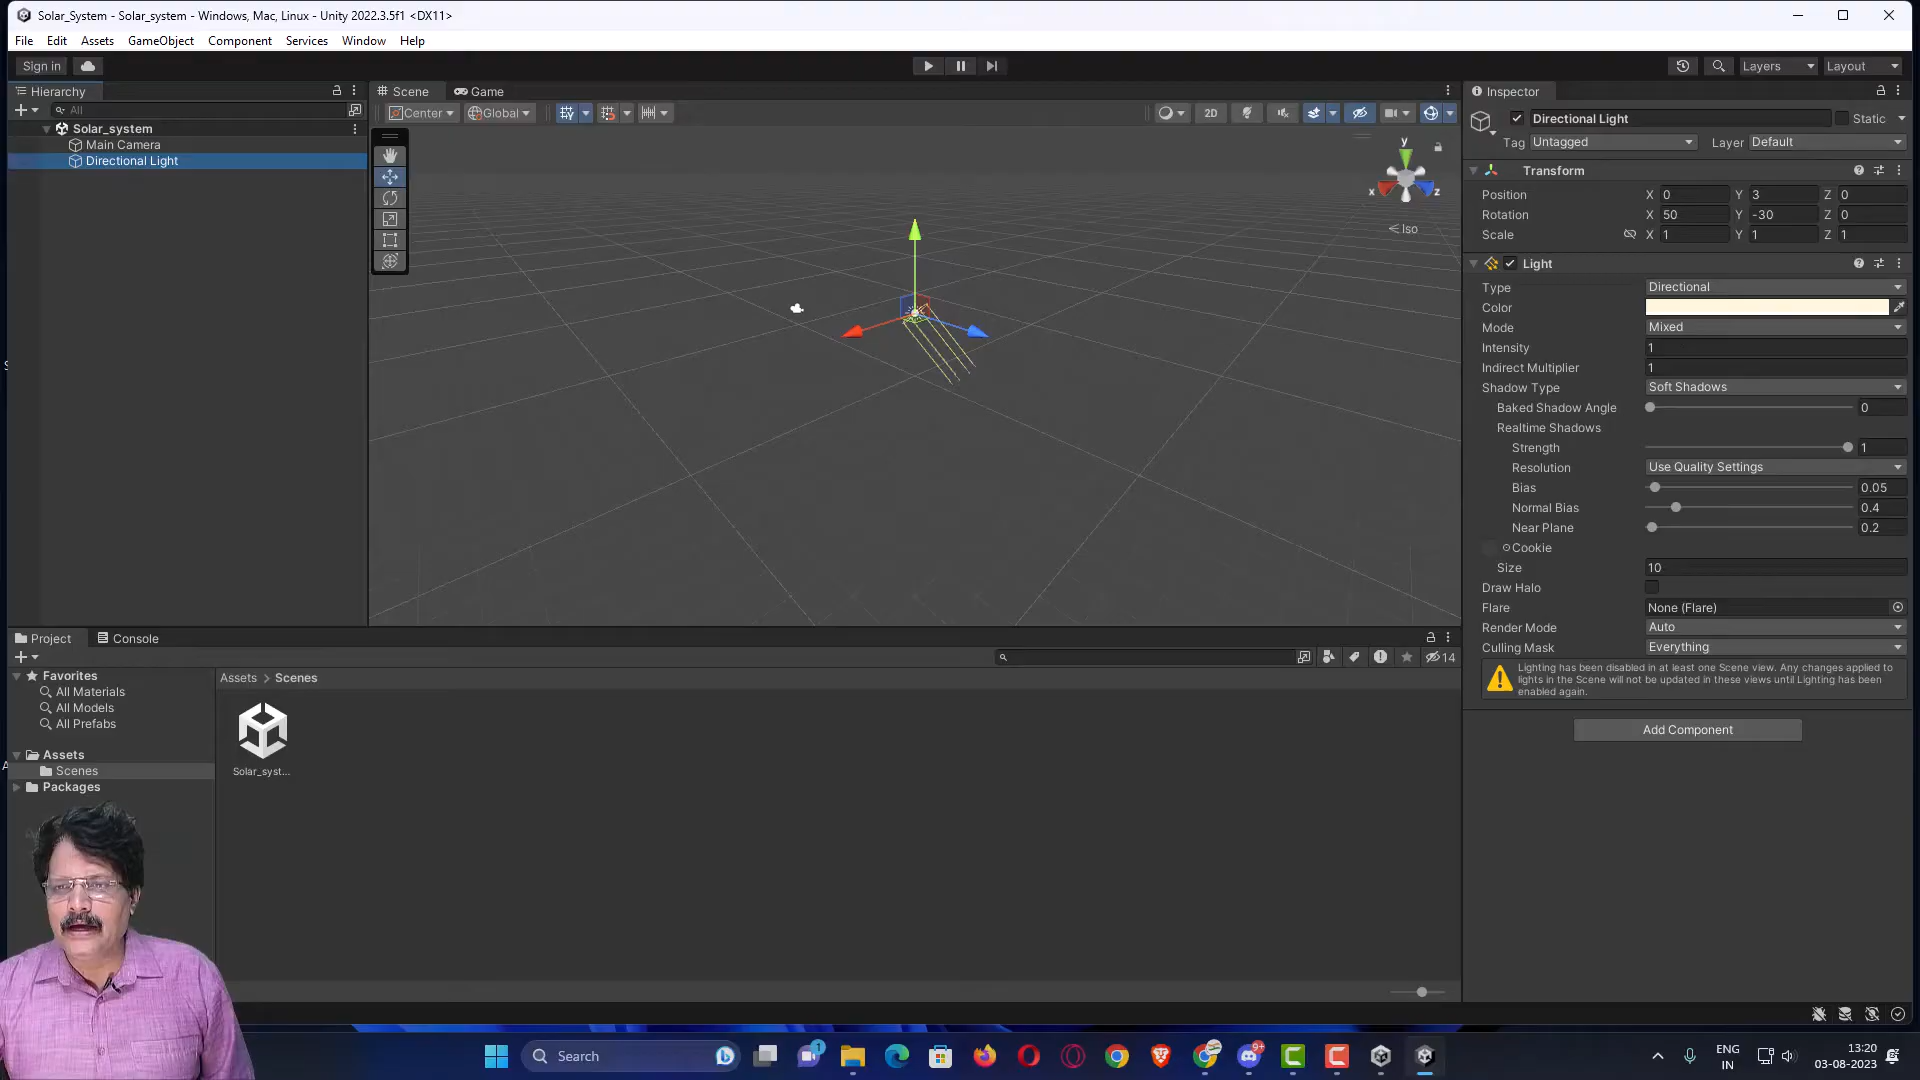 Solar_System - Solar_system - Windows, Mac, Linux - Unity 2022.3.5f1 <DX11>
File Edit Assets GameObject Component Services Window Help
Sign in
Layers Layout
Hierarchy
All
Solar_system
Main Camera
Directional Light
Scene Game
Center Global
2D
y
x z
Iso
Inspector
Directional Light Static
Tag Untagged Layer Default
Transform
Position X 0 Y 3 Z 0
Rotation X 50 Y -30 Z 0
Scale X 1 Y 1 Z 1
Light
Type Directional
Color
Mode Mixed
Intensity 1
Indirect Multiplier 1
Shadow Type Soft Shadows
Baked Shadow Angle 0
Realtime Shadows
Strength 1
Resolution Use Quality Settings
Bias 0.05
Normal Bias 0.4
Near Plane 0.2
Cookie
Size 10
Draw Halo
Flare None (Flare)
Render Mode Auto
Culling Mask Everything
Lighting has been disabled in at least one Scene view. Any changes applied to
lights in the Scene will not be updated in these views until Lighting has been
enabled again.
Add Component
Project Console
14
Favorites
All Materials
All Models
All Prefabs
Assets
Scenes
Packages
Assets > Scenes
Solar_syst...
Search
1
9+
ENG
IN
13:20
03-08-2023